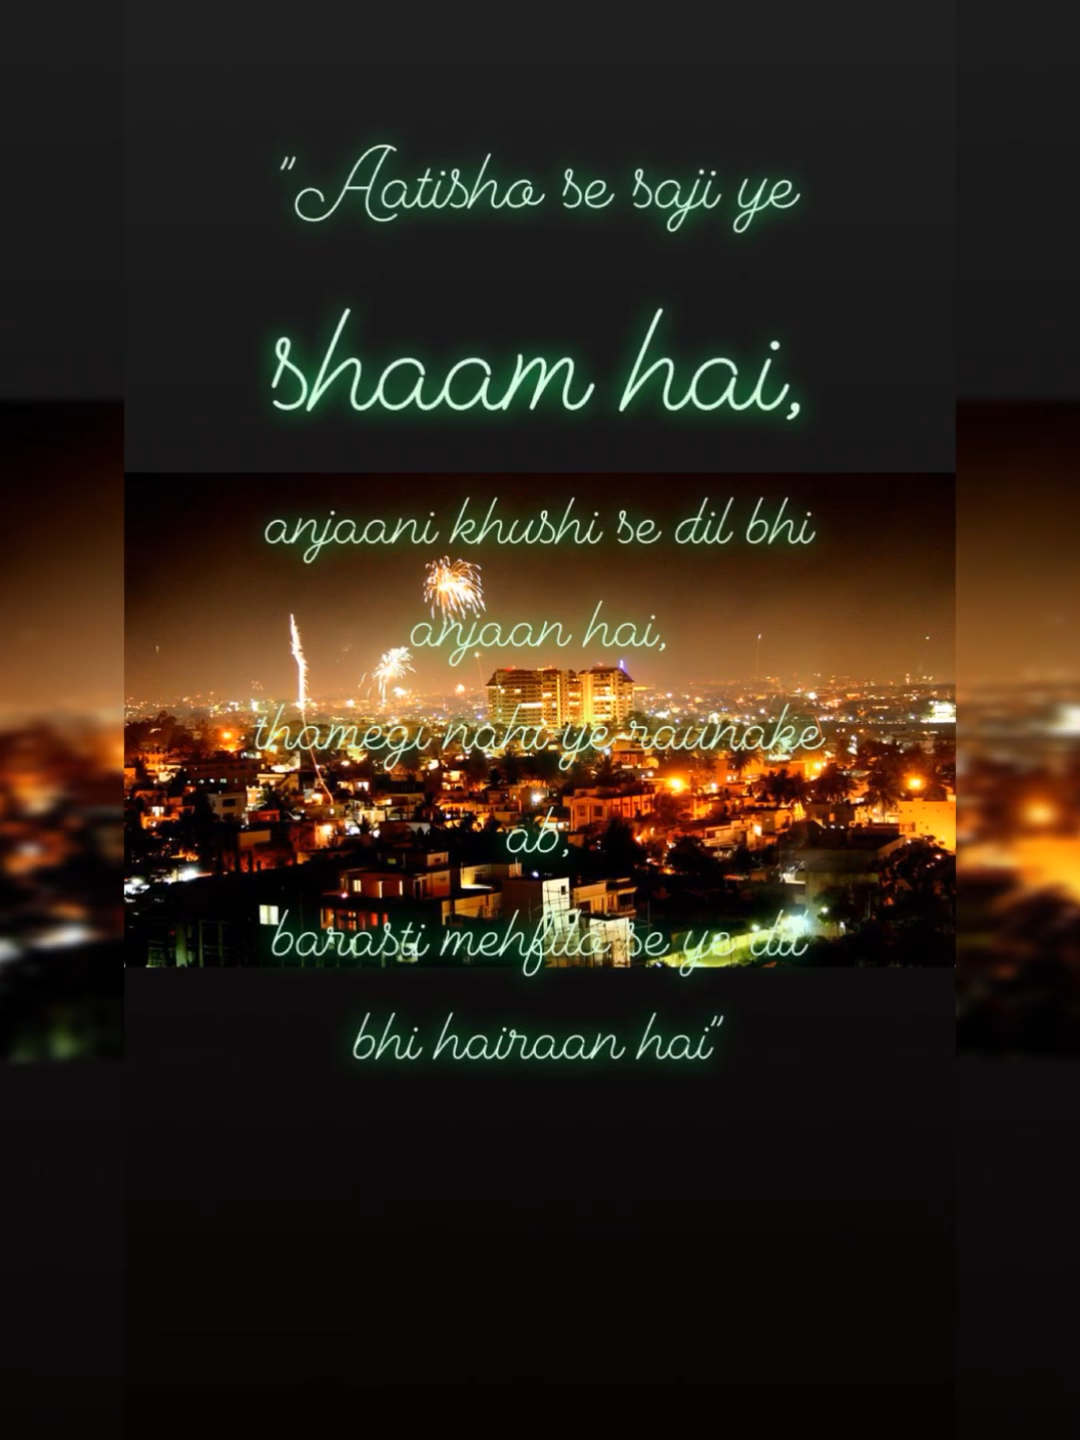 "Aatisho se saji ye
shaam hai,
anjaani khushi se dil bhi
anjaan hai,
thamegi nahi ye raunake
ab,
barasti mehfilo se ye dil
bhi hairaan hai"